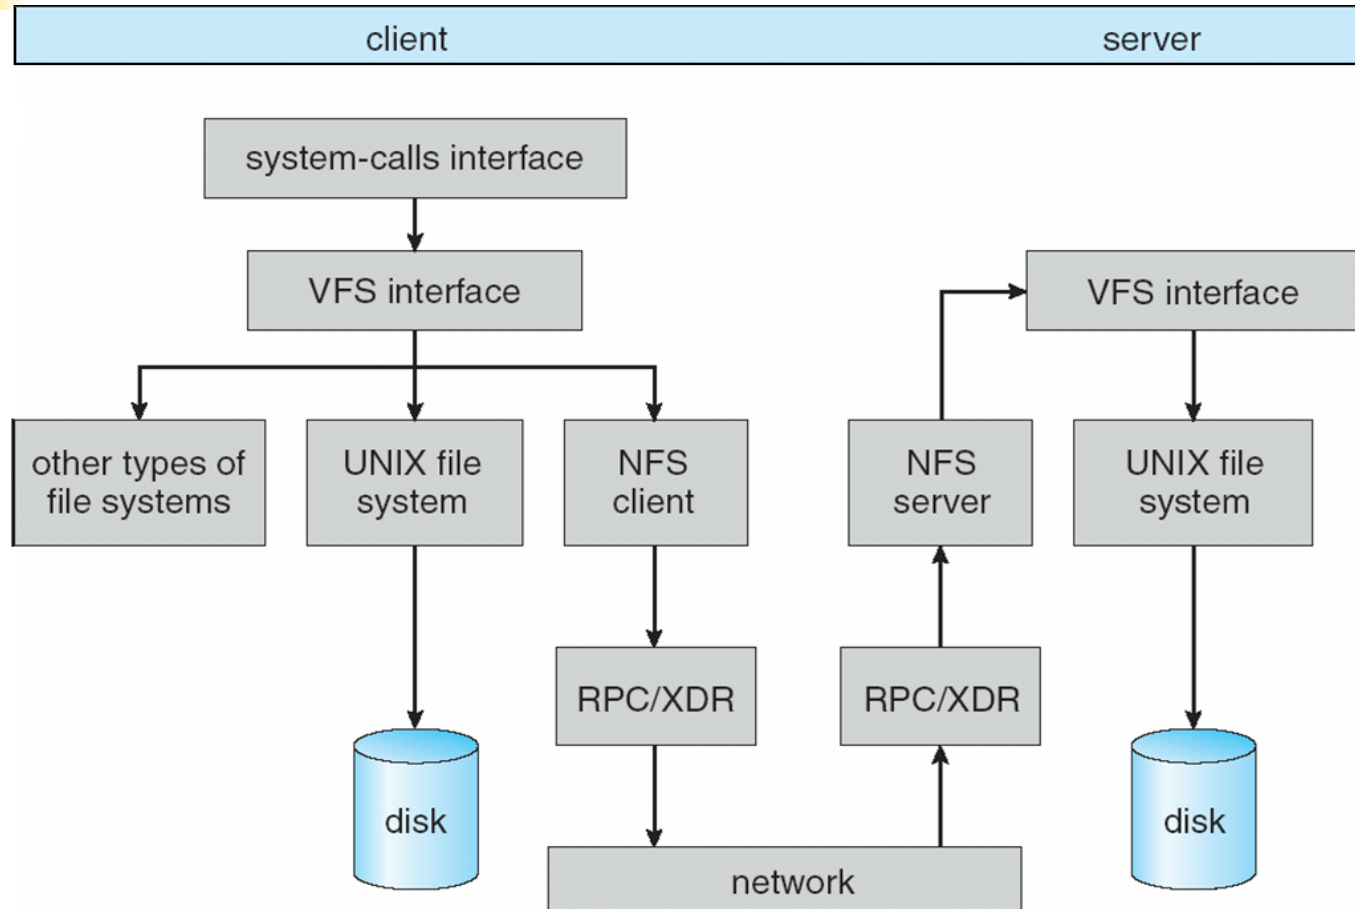 client
server
system-calls interface
VFS interface
VFS interface
other types of
file systems
UNIX file
system
NFS
client
NFS
server
UNIX file
system
RPC/XDR
RPC/XDR
disk
disk
network